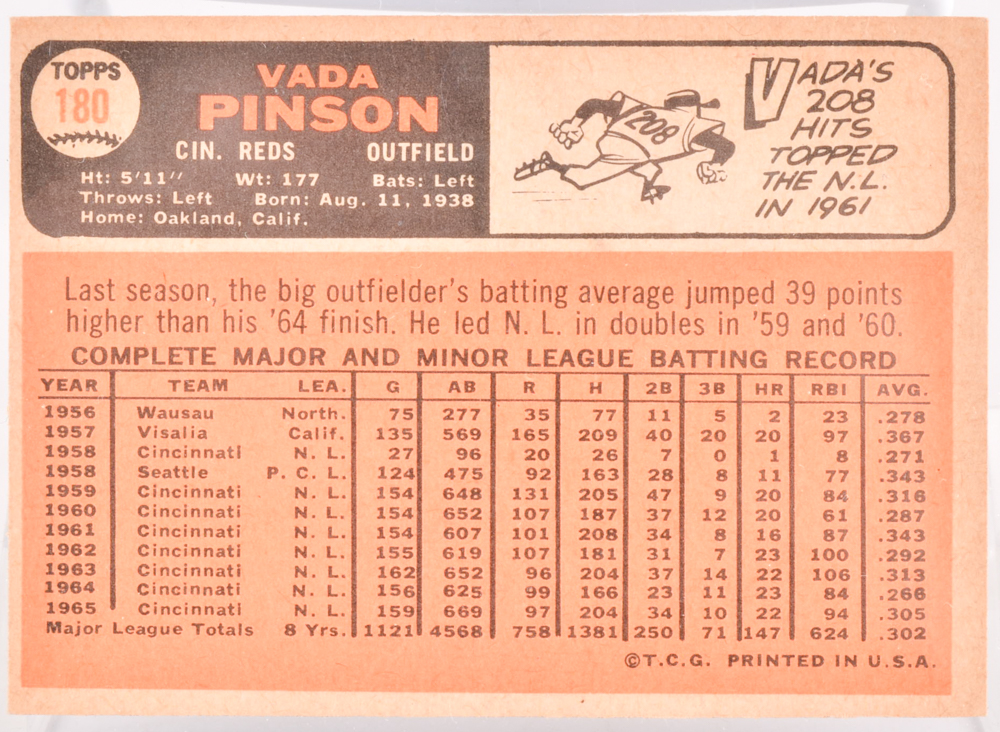 TOPPS
180
VADA
PINSON
CIN. REDS OUTFIELD
Ht: 5'11" Wt: 177 Bats: Left
Throws: Left Born: Aug. 11, 1938
Home: Oakland, Calif.
208
VADA'S
208
HITS
TOPPED
THE N.L.
IN 1961
Last season, the big outfielder's batting average jumped 39 points
higher than his '64 finish. He led N. L. in doubles in '59 and '60.
COMPLETE MAJOR AND MINOR LEAGUE BATTING RECORD
YEAR TEAM LEA. G AB R H 2B 3B HR RBI AVG.
1956 Wausau North. 75 277 35 77 11 5 2 23 .278
1957 Visalia Calif. 135 569 165 209 40 20 20 97 .367
1958 Cincinnati N. L. 27 96 20 26 7 0 1 8 .271
1958 Seattle P. C. L. 124 475 92 163 28 8 11 77 .343
1959 Cincinnati N. L. 154 648 131 205 47 9 20 84 .316
1960 Cincinnati N. L. 154 652 107 187 37 12 20 61 .287
1961 Cincinnati N. L. 154 607 101 208 34 8 16 87 .343
1962 Cincinnati N. L. 155 619 107 181 31 7 23 100 .292
1963 Cincinnati N. L. 162 652 96 204 37 14 22 106 .313
1964 Cincinnati N. L. 156 625 99 166 23 11 23 84 .266
1965 Cincinnati N. L. 159 669 97 204 34 10 22 94 .305
Major League Totals 8 Yrs. 1121 4568 758 1381 250 71 147 624 .302
©T.C.G. PRINTED IN U.S.A.